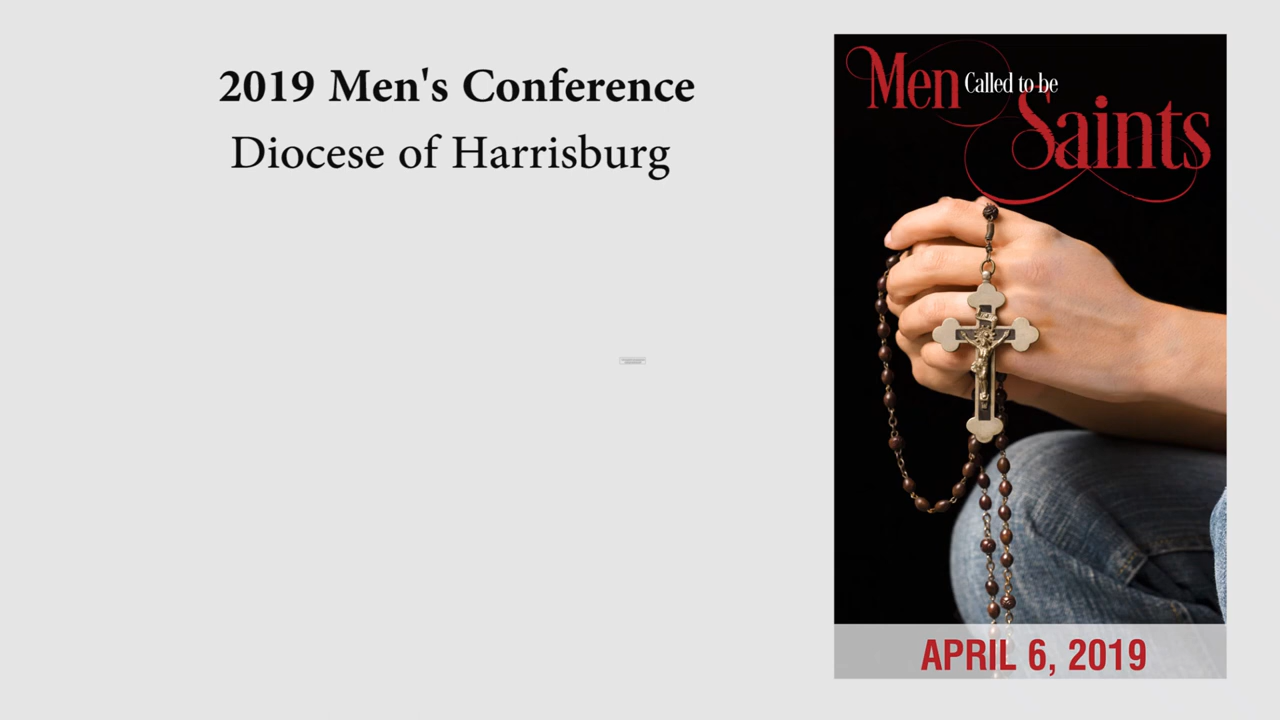 2019 Men's Conference
Diocese of Harrisburg
Men Called to be
Saints
APRIL 6, 2019